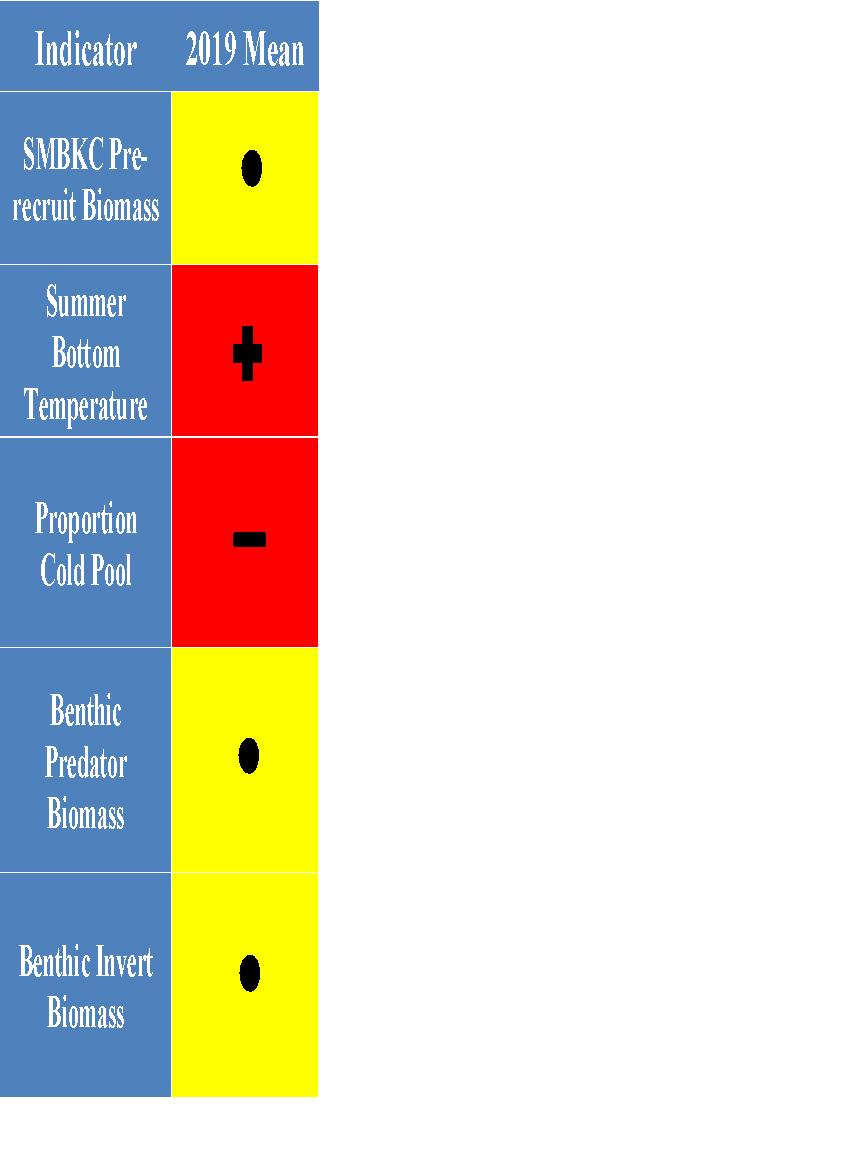 Indicator 2019 Mean
SMBKC Pre-
recruit Biomass
•
Summer
Bottom
Temperature
+
Proportion
Cold Pool
-
Benthic
Predator
Biomass
•
Benthic Invert
Biomass
•